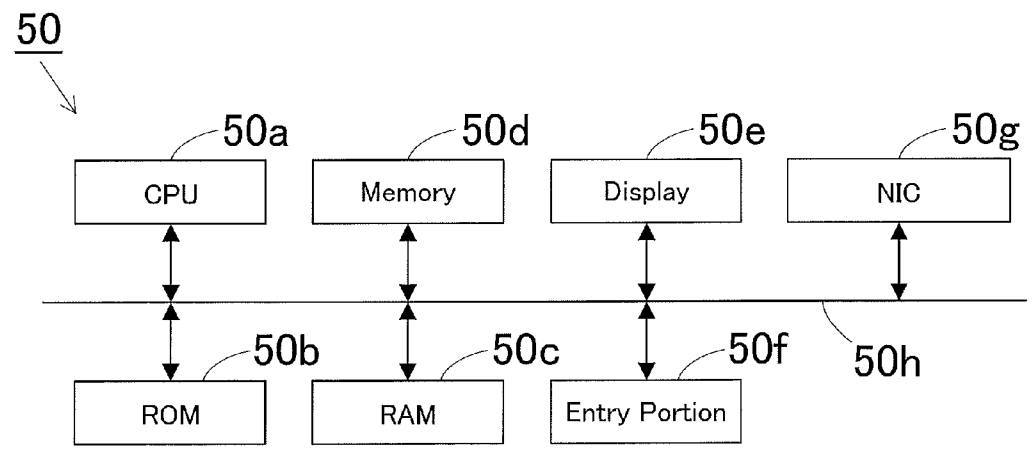 50
50a
50d
50e
50g
CPU
Memory
Display
NIC
50b
50c
50f
50h
ROM
RAM
Entry Portion